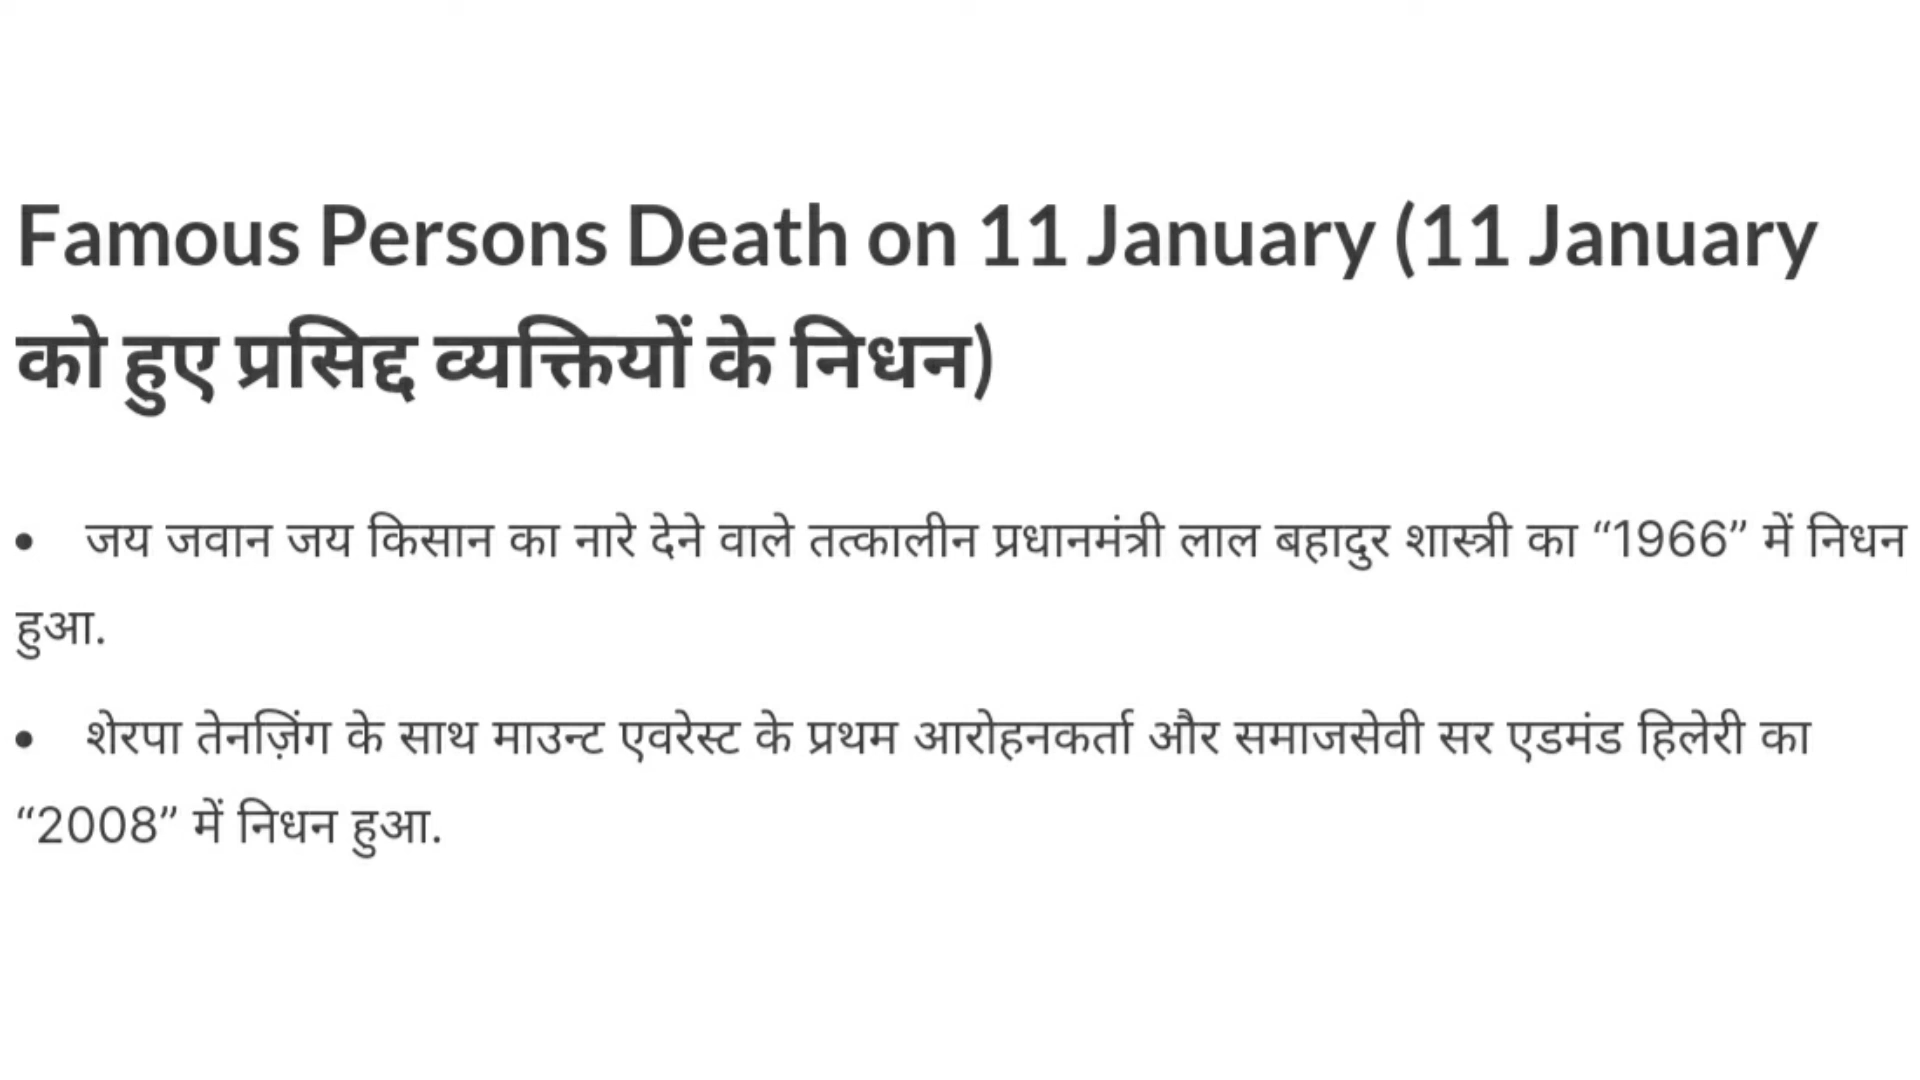 Famous Persons Death on 11 January (11 January
को हुए प्रसिद्द व्यक्तियों के निधन)
• जय जवान जय किसान का नारे देने वाले तत्कालीन प्रधानमंत्री लाल बहादुर शास्त्री का “1966” में निधन
हुआ.
• शेरपा तेनज़िंग के साथ माउन्ट एवरेस्ट के प्रथम आरोहनकर्ता और समाजसेवी सर एडमंड हिलेरी का
“2008” में निधन हुआ.